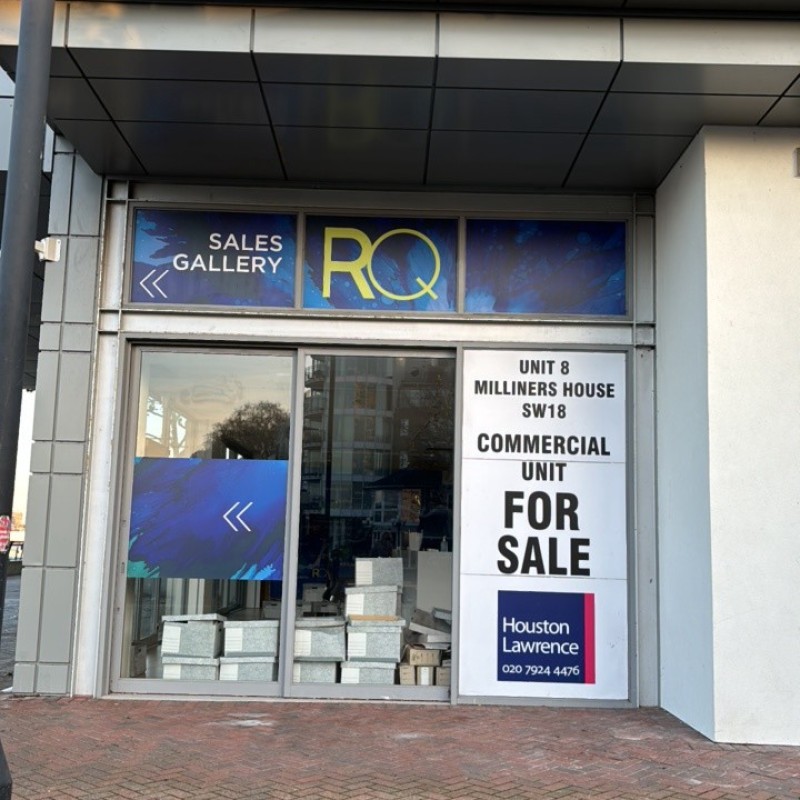 SALES
GALLERY
RQ
UNIT 8
MILLINERS HOUSE
SW18
COMMERCIAL
UNIT
FOR
SALE
Houston
Lawrence
020 7924 4476